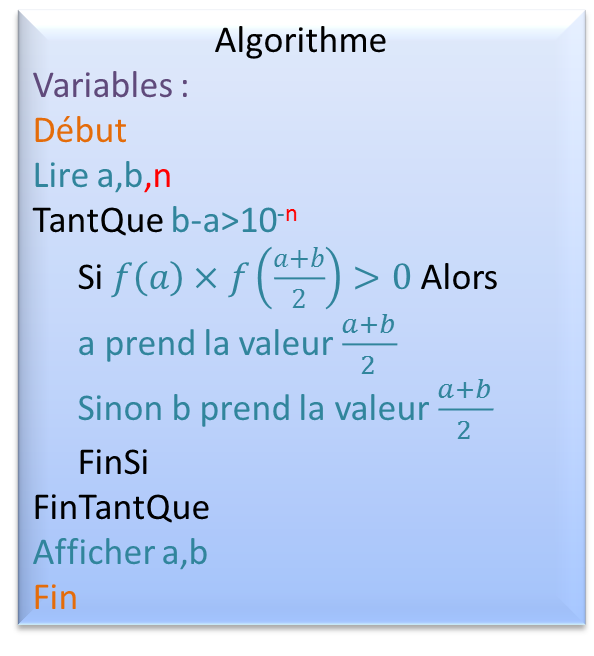 Algorithme
Variables :
Début
Lire a,b,n
TantQue b-a>10⁻ⁿ
Si f(a) × f((a+b)/2) > 0 Alors
a prend la valeur (a+b)/2
Sinon b prend la valeur (a+b)/2
FinSi
FinTantQue
Afficher a,b
Fin